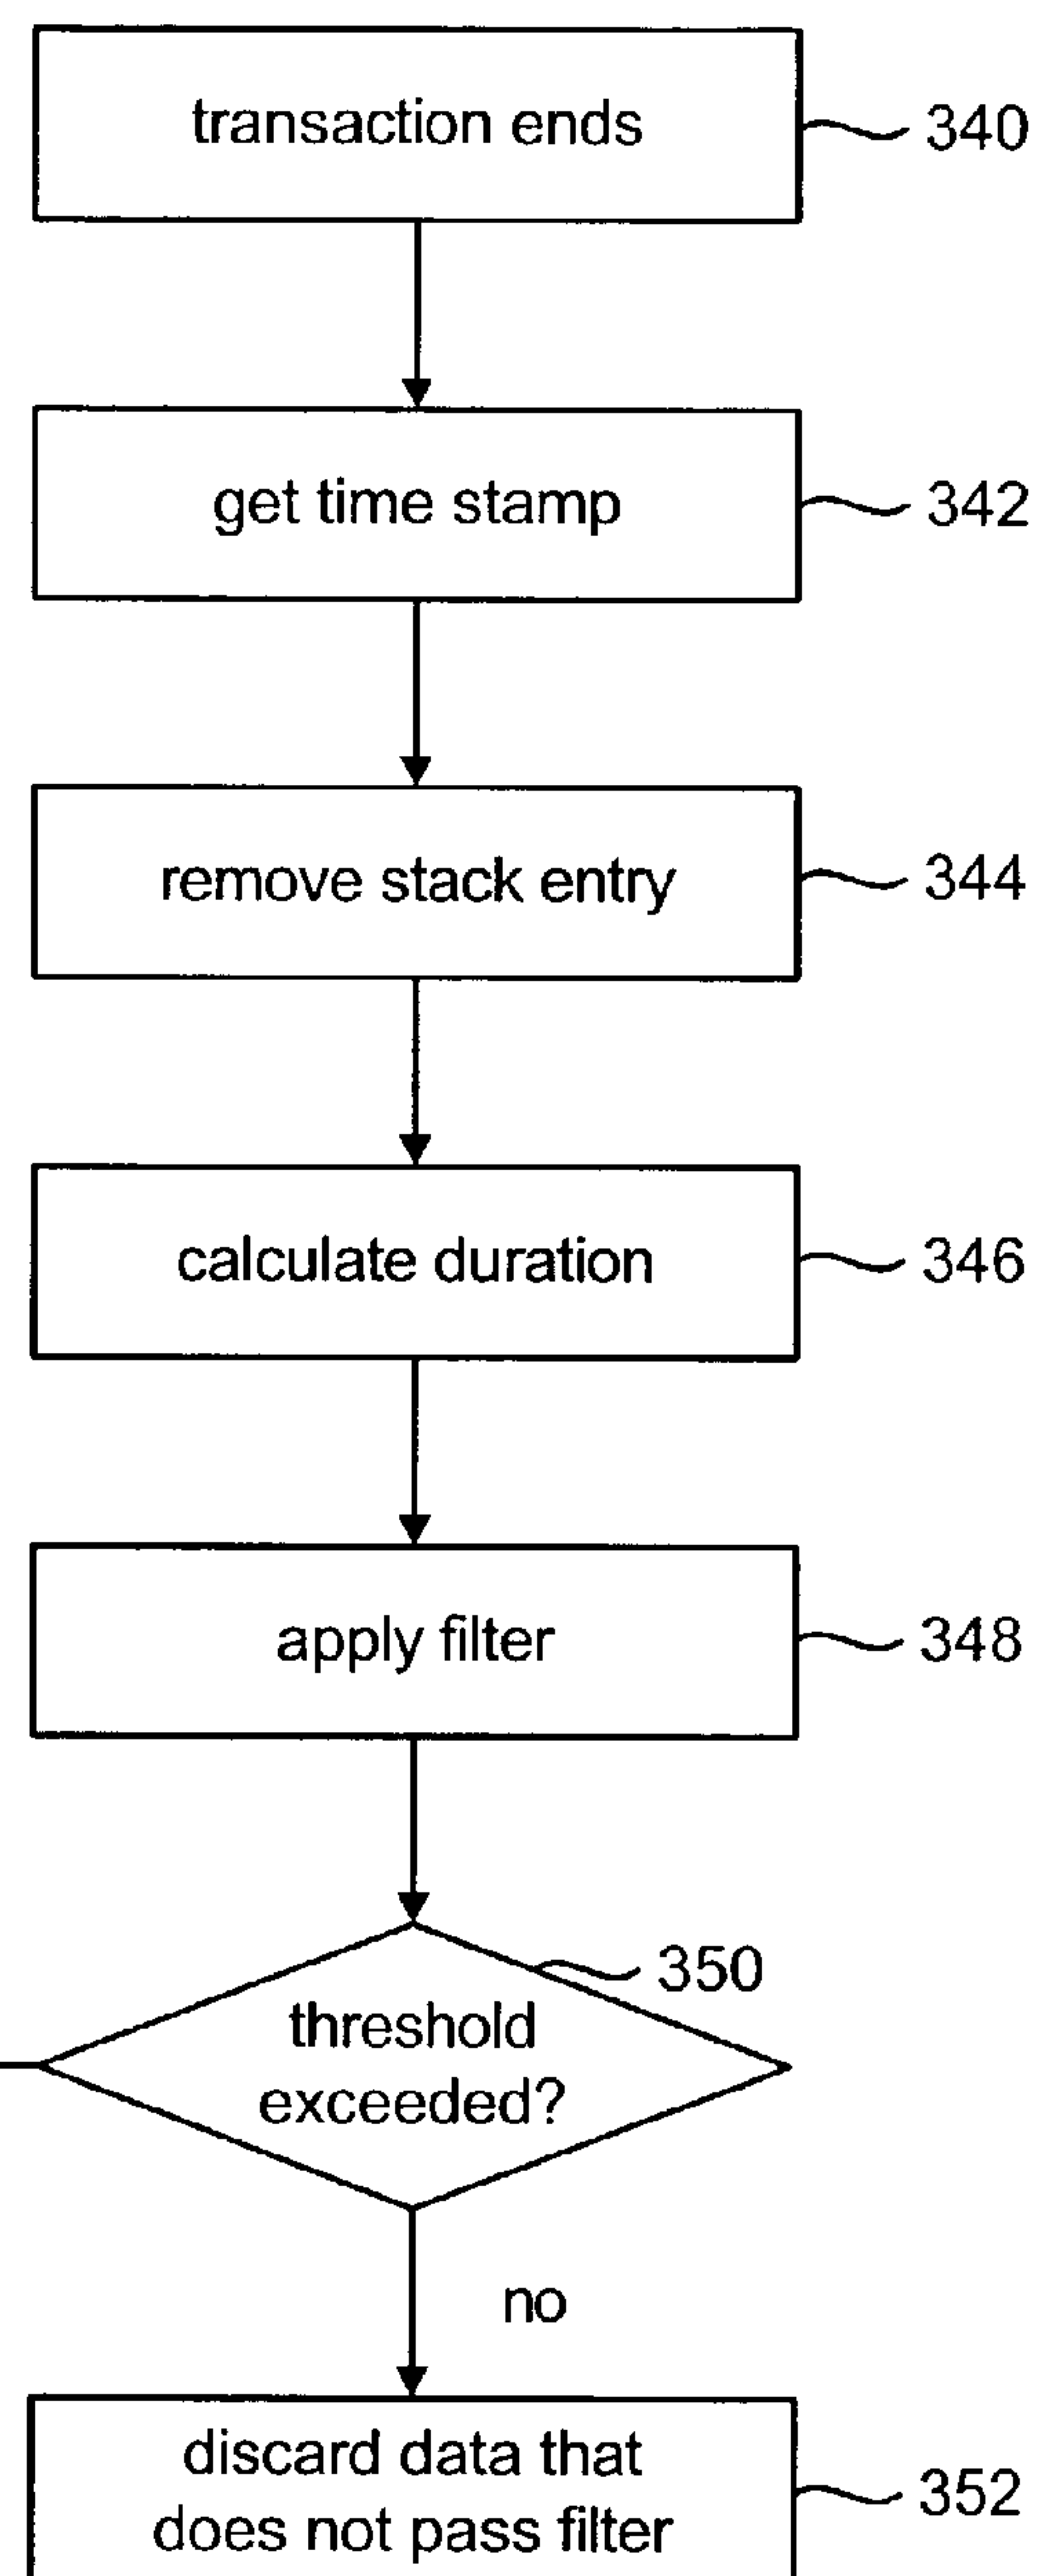 transaction ends
340
get time stamp
342
remove stack entry
344
calculate duration
346
apply filter
348
350
threshold
exceeded?
no
discard data that
does not pass filter
352